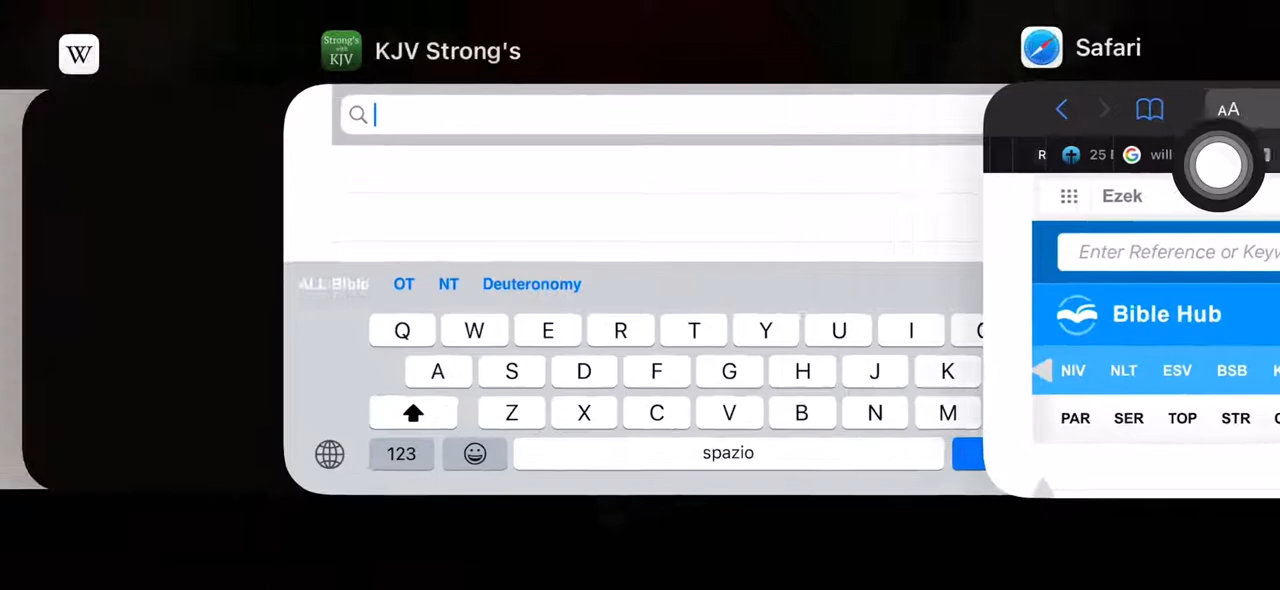 W
Strong's with KJV
KJV Strong's
Safari
AA
R
25
will
Ezek
Enter Reference or Keyw
Bible Hub
NIV NLT ESV BSB K
PAR SER TOP STR
ALL Bible OT NT Deuteronomy
Q W E R T Y U I
A S D F G H J K
Z X C V B N M
123 spazio